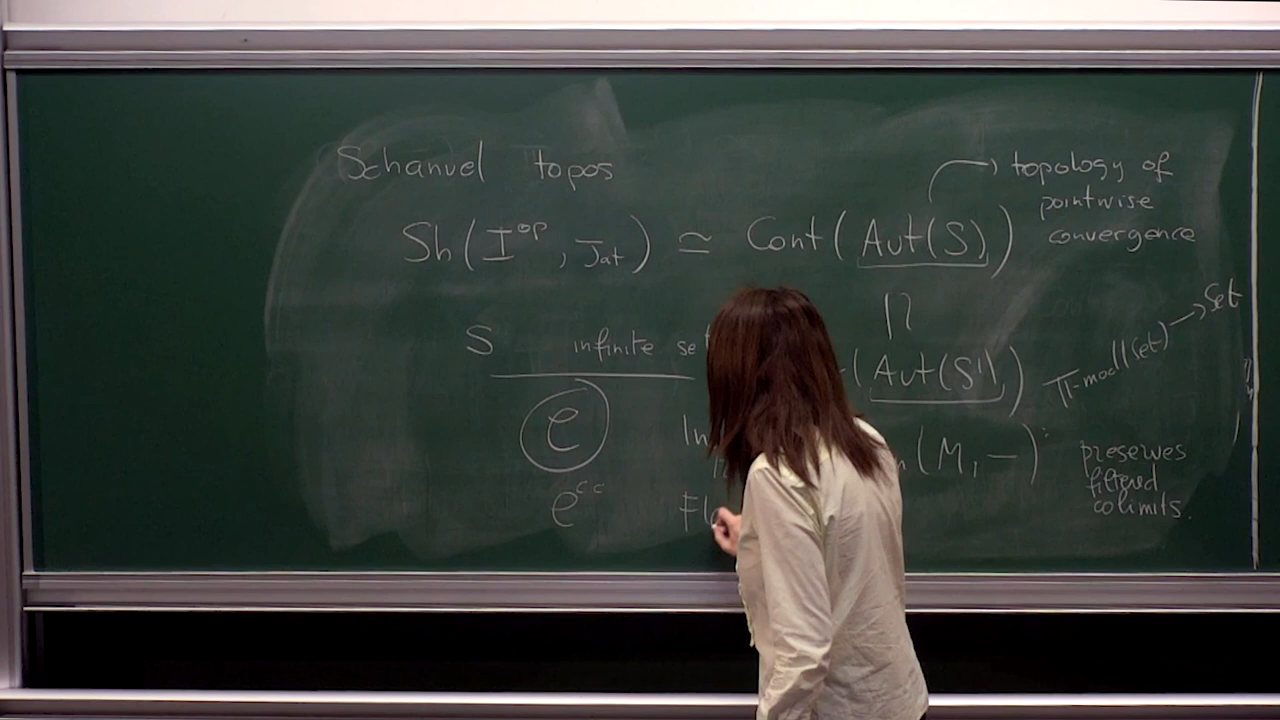 Schanuel topos
topology of
pointwise
convergence
Sh(I^op, J_at) ≃ Cont(Aut(S))
S infinite se
(Aut(S'))
𝕋-mod(Set) → Set
e
In
(M, −):
preserves
filtered
colimits.
e^cc
Fl